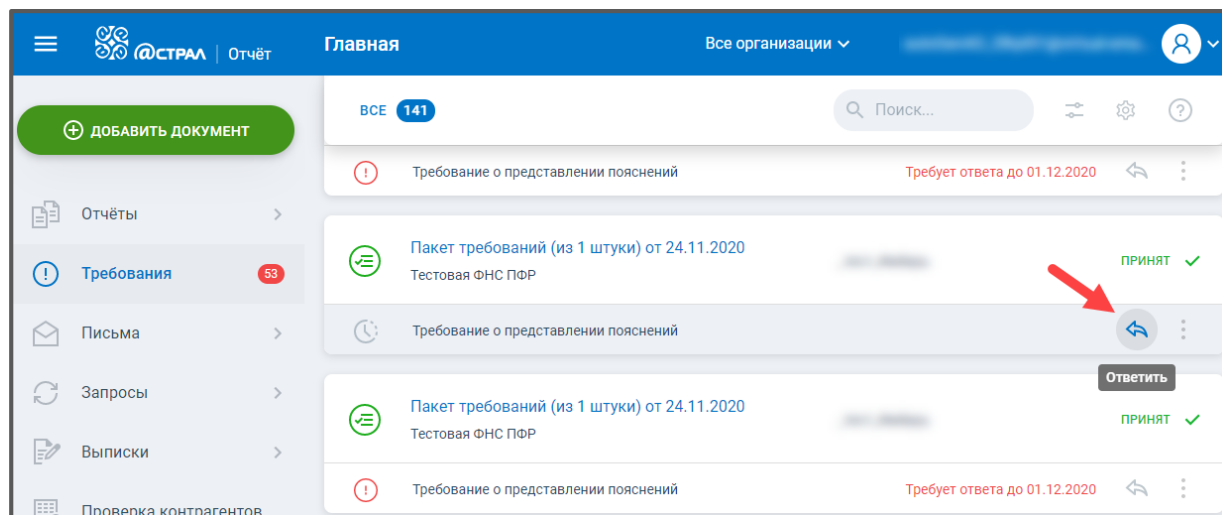 @СТРАЛ | Отчёт
Главная
Все организации
ДОБАВИТЬ ДОКУМЕНТ
ВСЕ 141
Поиск...
?
!
Требование о представлении пояснений
Требует ответа до 01.12.2020
Отчёты
Пакет требований (из 1 штуки) от 24.11.2020
Тестовая ФНС ПФР
ПРИНЯТ
!
Требования
53
Письма
Требование о представлении пояснений
Ответить
Запросы
Пакет требований (из 1 штуки) от 24.11.2020
Тестовая ФНС ПФР
ПРИНЯТ
Выписки
!
Требование о представлении пояснений
Требует ответа до 01.12.2020
Проверка контрагентов